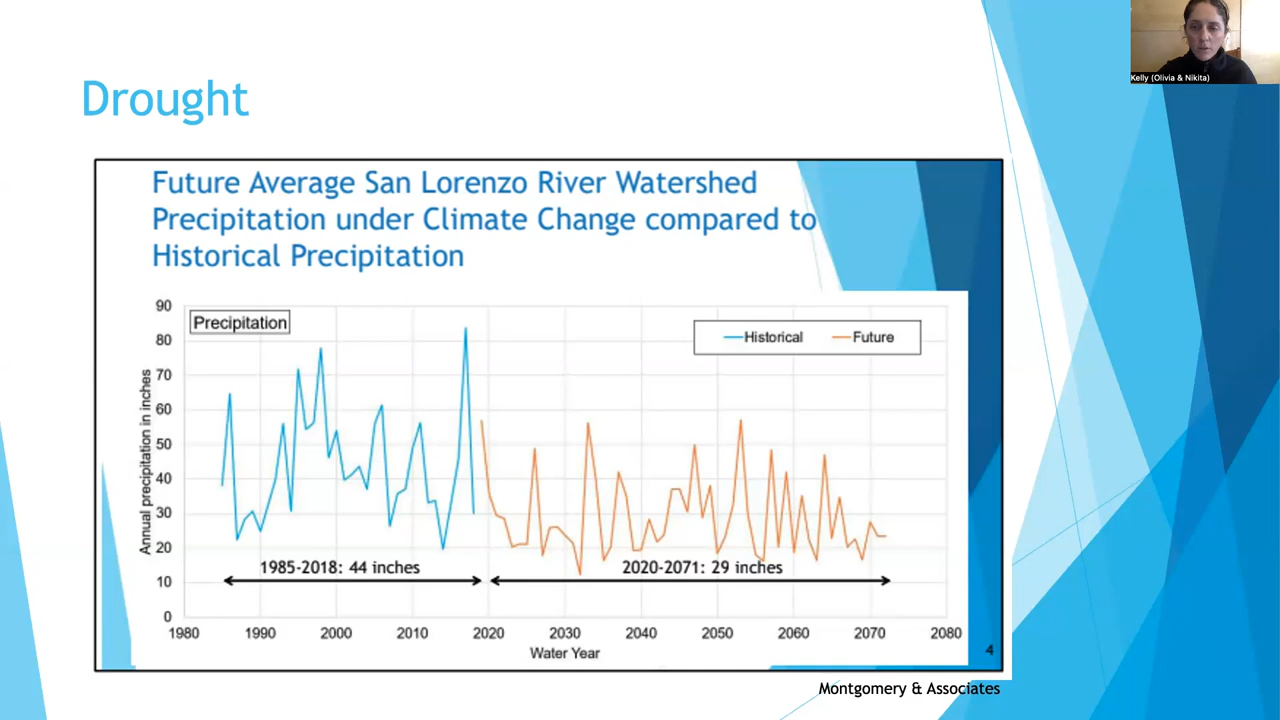 Kelly (Olivia & Nikita)
Drought
Future Average San Lorenzo River Watershed
Precipitation under Climate Change compared to
Historical Precipitation
Precipitation
Historical
Future
Annual precipitation in inches
90
80
70
60
50
40
30
20
10
0
1985-2018: 44 inches
2020-2071: 29 inches
1980 1990 2000 2010 2020 2030 2040 2050 2060 2070 2080
Water Year
4
Montgomery & Associates